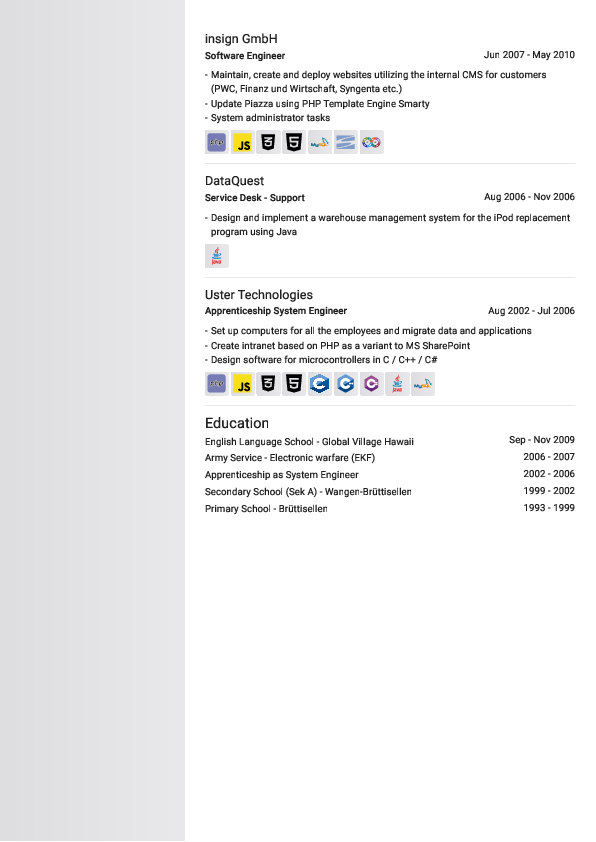 insign GmbH
Software Engineer Jun 2007 - May 2010
- Maintain, create and deploy websites utilizing the internal CMS for customers
(PWC, Finanz und Wirtschaft, Syngenta etc.)
- Update Piazza using PHP Template Engine Smarty
- System administrator tasks
php JS 3 5 MySQL
DataQuest
Service Desk - Support Aug 2006 - Nov 2006
- Design and implement a warehouse management system for the iPod replacement
program using Java
Java
Uster Technologies
Apprenticeship System Engineer Aug 2002 - Jul 2006
- Set up computers for all the employees and migrate data and applications
- Create intranet based on PHP as a variant to MS SharePoint
- Design software for microcontrollers in C / C++ / C#
php JS 3 5 C C++ C# Java MySQL
Education
English Language School - Global Village Hawaii Sep - Nov 2009
Army Service - Electronic warfare (EKF) 2006 - 2007
Apprenticeship as System Engineer 2002 - 2006
Secondary School (Sek A) - Wangen-Brüttisellen 1999 - 2002
Primary School - Brüttisellen 1993 - 1999